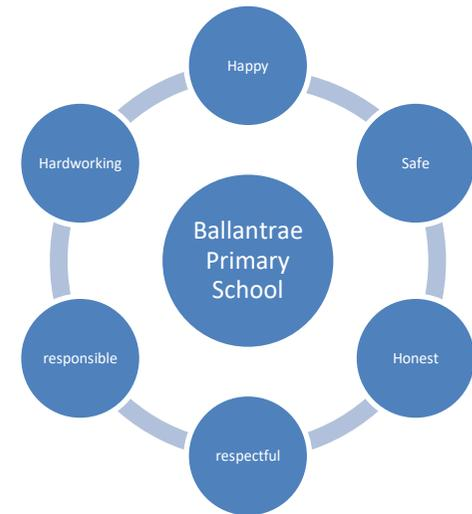 Happy
Hardworking
Safe
Ballantrae
Primary
School
responsible
Honest
respectful